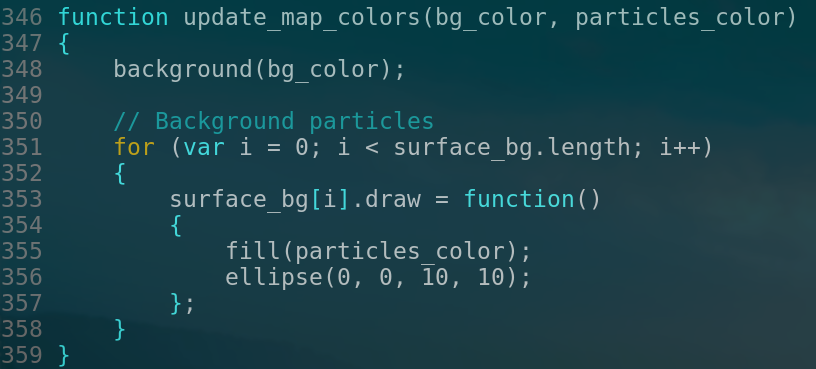 346 function update_map_colors(bg_color, particles_color)
347 {
348     background(bg_color);
349
350     // Background particles
351     for (var i = 0; i < surface_bg.length; i++)
352     {
353         surface_bg[i].draw = function()
354         {
355             fill(particles_color);
356             ellipse(0, 0, 10, 10);
357         };
358     }
359 }